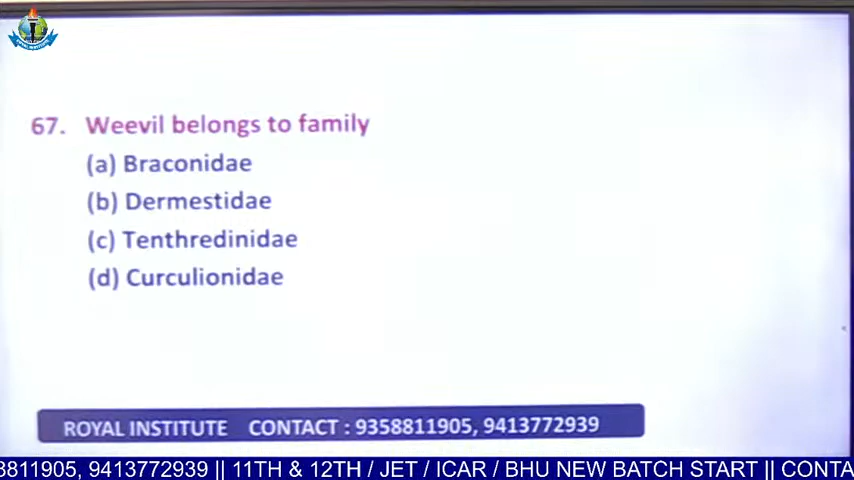 67. Weevil belongs to family
(a) Braconidae
(b) Dermestidae
(c) Tenthredinidae
(d) Curculionidae
ROYAL INSTITUTE CONTACT : 9358811905, 9413772939
8811905, 9413772939 || 11TH & 12TH / JET / ICAR / BHU NEW BATCH START || CONTA